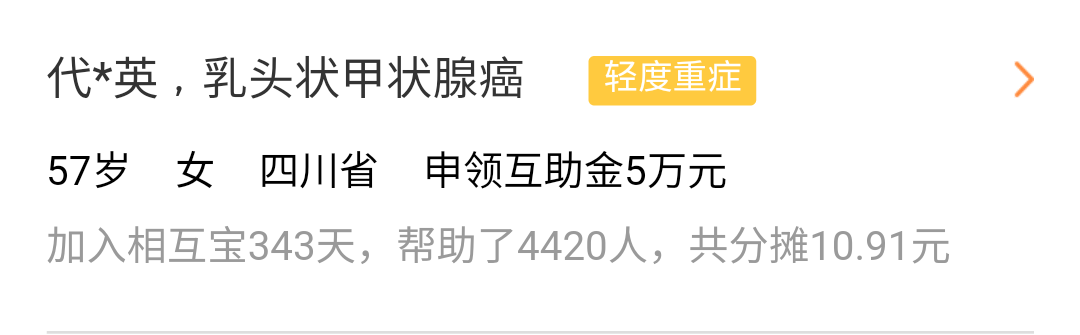 代*英，乳头状甲状腺癌 轻度重症
57岁 女 四川省 申领互助金5万元
加入相互宝343天，帮助了4420人，共分摊10.91元